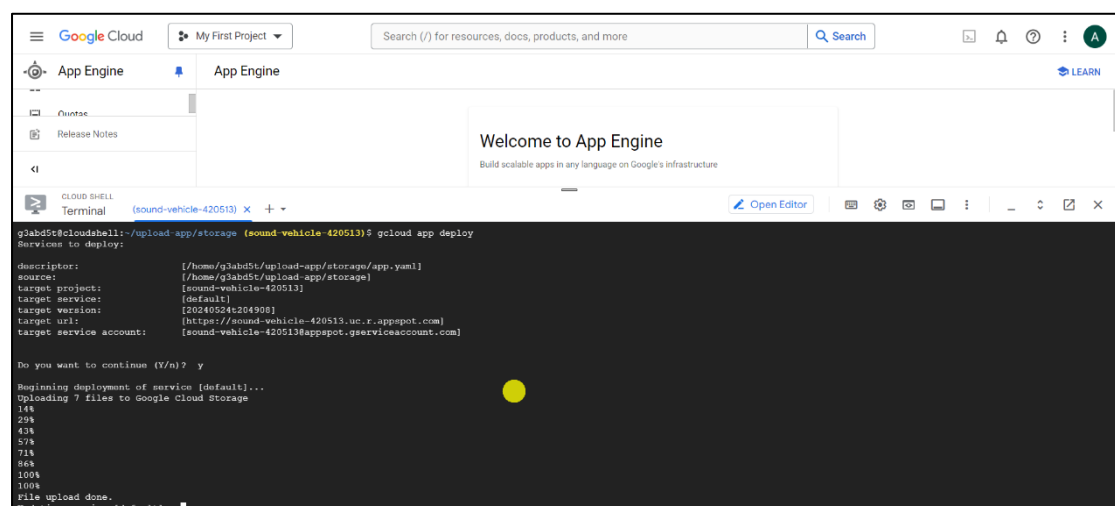 Google Cloud
My First Project
Search (/) for resources, docs, products, and more
Search
A
App Engine
App Engine
LEARN
Quotas
Release Notes
Welcome to App Engine
Build scalable apps in any language on Google's infrastructure
CLOUD SHELL
Terminal
(sound-vehicle-420513)
Open Editor
g3abd5t@cloudshell:~/upload-app/storage (sound-vehicle-420513)$ gcloud app deploy
Services to deploy:
descriptor: [/home/g3abd5t/upload-app/storage/app.yaml]
source: [/home/g3abd5t/upload-app/storage]
target project: [sound-vehicle-420513]
target service: [default]
target version: [20240524t204908]
target url: [https://sound-vehicle-420513.uc.r.appspot.com]
target service account: [sound-vehicle-420513@appspot.gserviceaccount.com]
Do you want to continue (Y/n)? y
Beginning deployment of service [default]...
Uploading 7 files to Google Cloud Storage
14%
29%
43%
57%
71%
86%
100%
100%
File upload done.